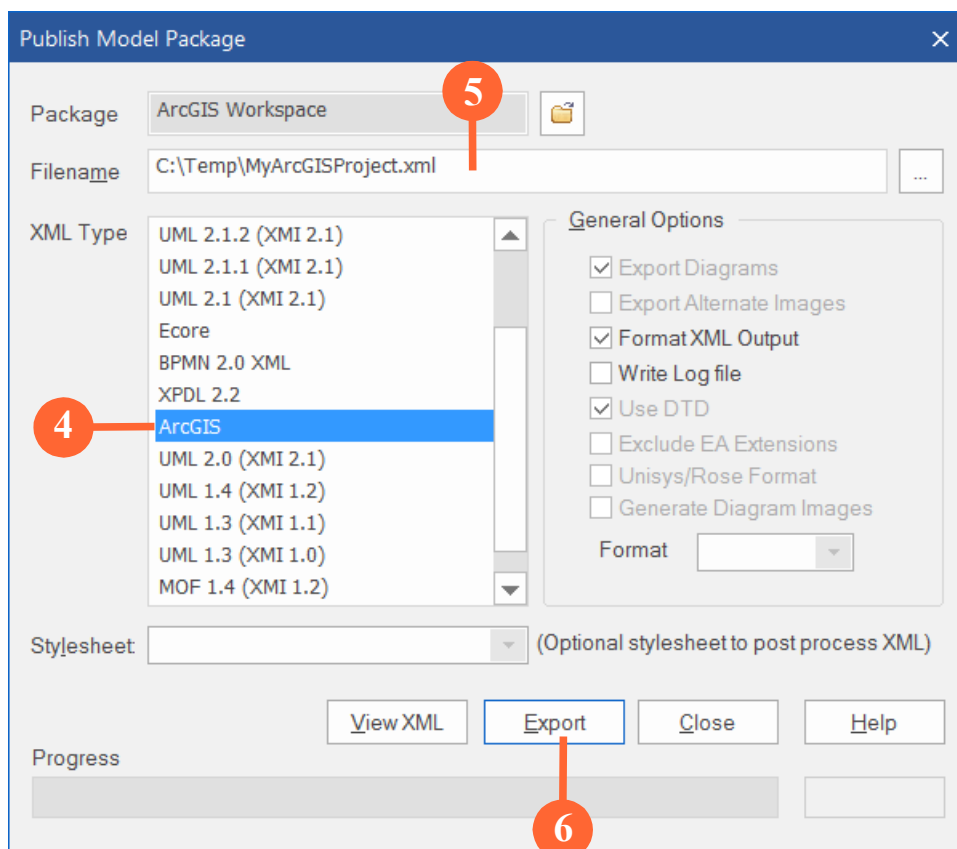 Publish Model Package
5
Package ArcGIS Workspace
Filename C:\Temp\MyArcGISProject.xml ...
XML Type
UML 2.1.2 (XMI 2.1)
UML 2.1.1 (XMI 2.1)
UML 2.1 (XMI 2.1)
Ecore
BPMN 2.0 XML
XPDL 2.2
4
ArcGIS
UML 2.0 (XMI 2.1)
UML 1.4 (XMI 1.2)
UML 1.3 (XMI 1.1)
UML 1.3 (XMI 1.0)
MOF 1.4 (XMI 1.2)
General Options
Export Diagrams
Export Alternate Images
Format XML Output
Write Log file
Use DTD
Exclude EA Extensions
Unisys/Rose Format
Generate Diagram Images
Format
Stylesheet: (Optional stylesheet to post process XML)
View XML Export Close Help
Progress
6